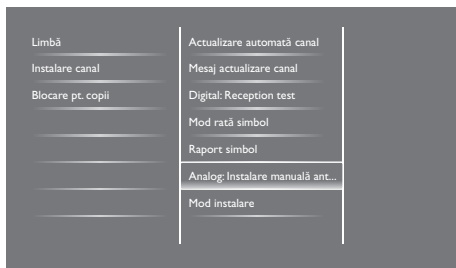 Limbă
Instalare canal
Blocare pt. copii
Actualizare automată canal
Mesaj actualizare canal
Digital: Reception test
Mod rată simbol
Raport simbol
Analog: Instalare manuală ant...
Mod instalare